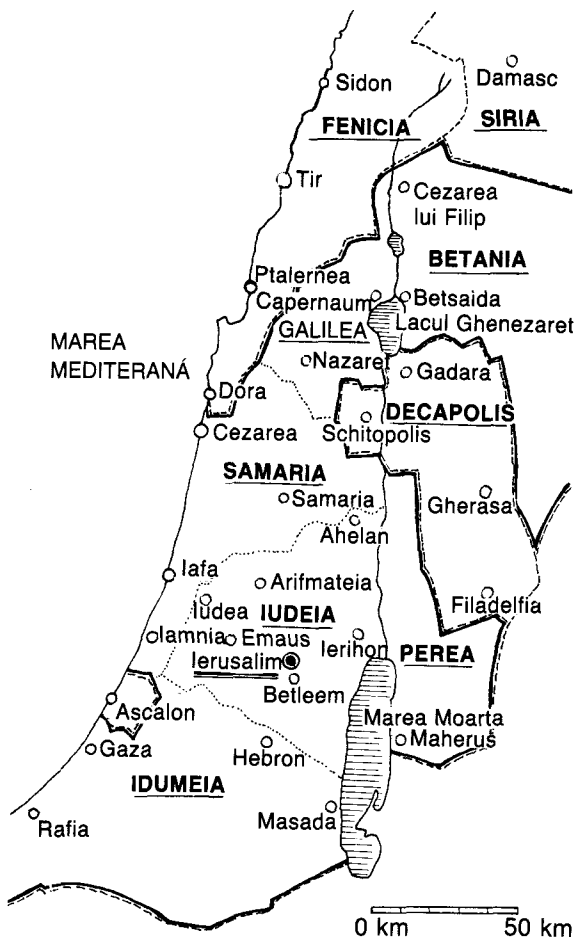 Damasc
Sidon
SIRIA
FENICIA
Tir
Cezarea
lui Filip
BETANIA
Ptalernea
Capernaum
Betsaida
GALILEA
Lacul Ghenezaret
MAREA
MEDITERANÁ
Nazaret
Gadara
Dora
DECAPOLIS
Cezarea
Schitopolis
SAMARIA
Samaria
Gherasa
Ahelan
Iafa
Arifmateia
Iudea
IUDEIA
Filadelfia
Iamnia
Emaus
Ierihon
PEREA
Ierusalim
Betleem
Ascalon
Marea Moarta
Maherus
Gaza
Hebron
IDUMEIA
Masada
Rafia
0 km 50 km